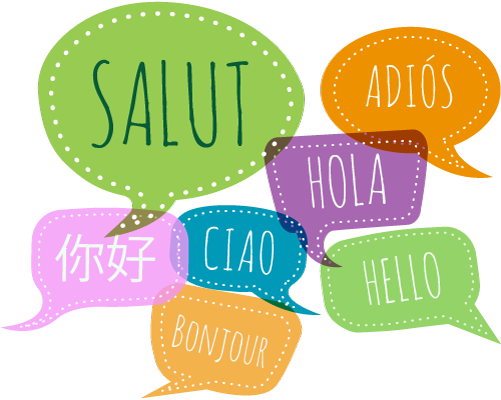 SALUT
ADIÓS
HOLA
你好
CIAO
HELLO
BONJOUR